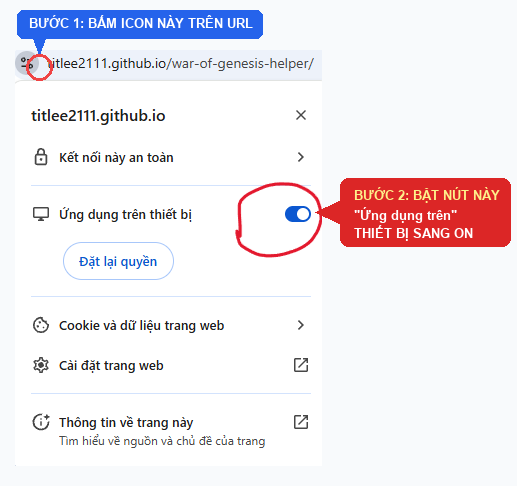 BƯỚC 1: BẤM ICON NÀY TRÊN URL
titlee2111.github.io/war-of-genesis-helper/
titlee2111.github.io
Kết nối này an toàn
Ứng dụng trên thiết bị
BƯỚC 2: BẬT NÚT NÀY
"Ứng dụng trên"
THIẾT BỊ SANG ON
Đặt lại quyền
Cookie và dữ liệu trang web
Cài đặt trang web
Thông tin về trang này
Tìm hiểu về nguồn và chủ đề của trang